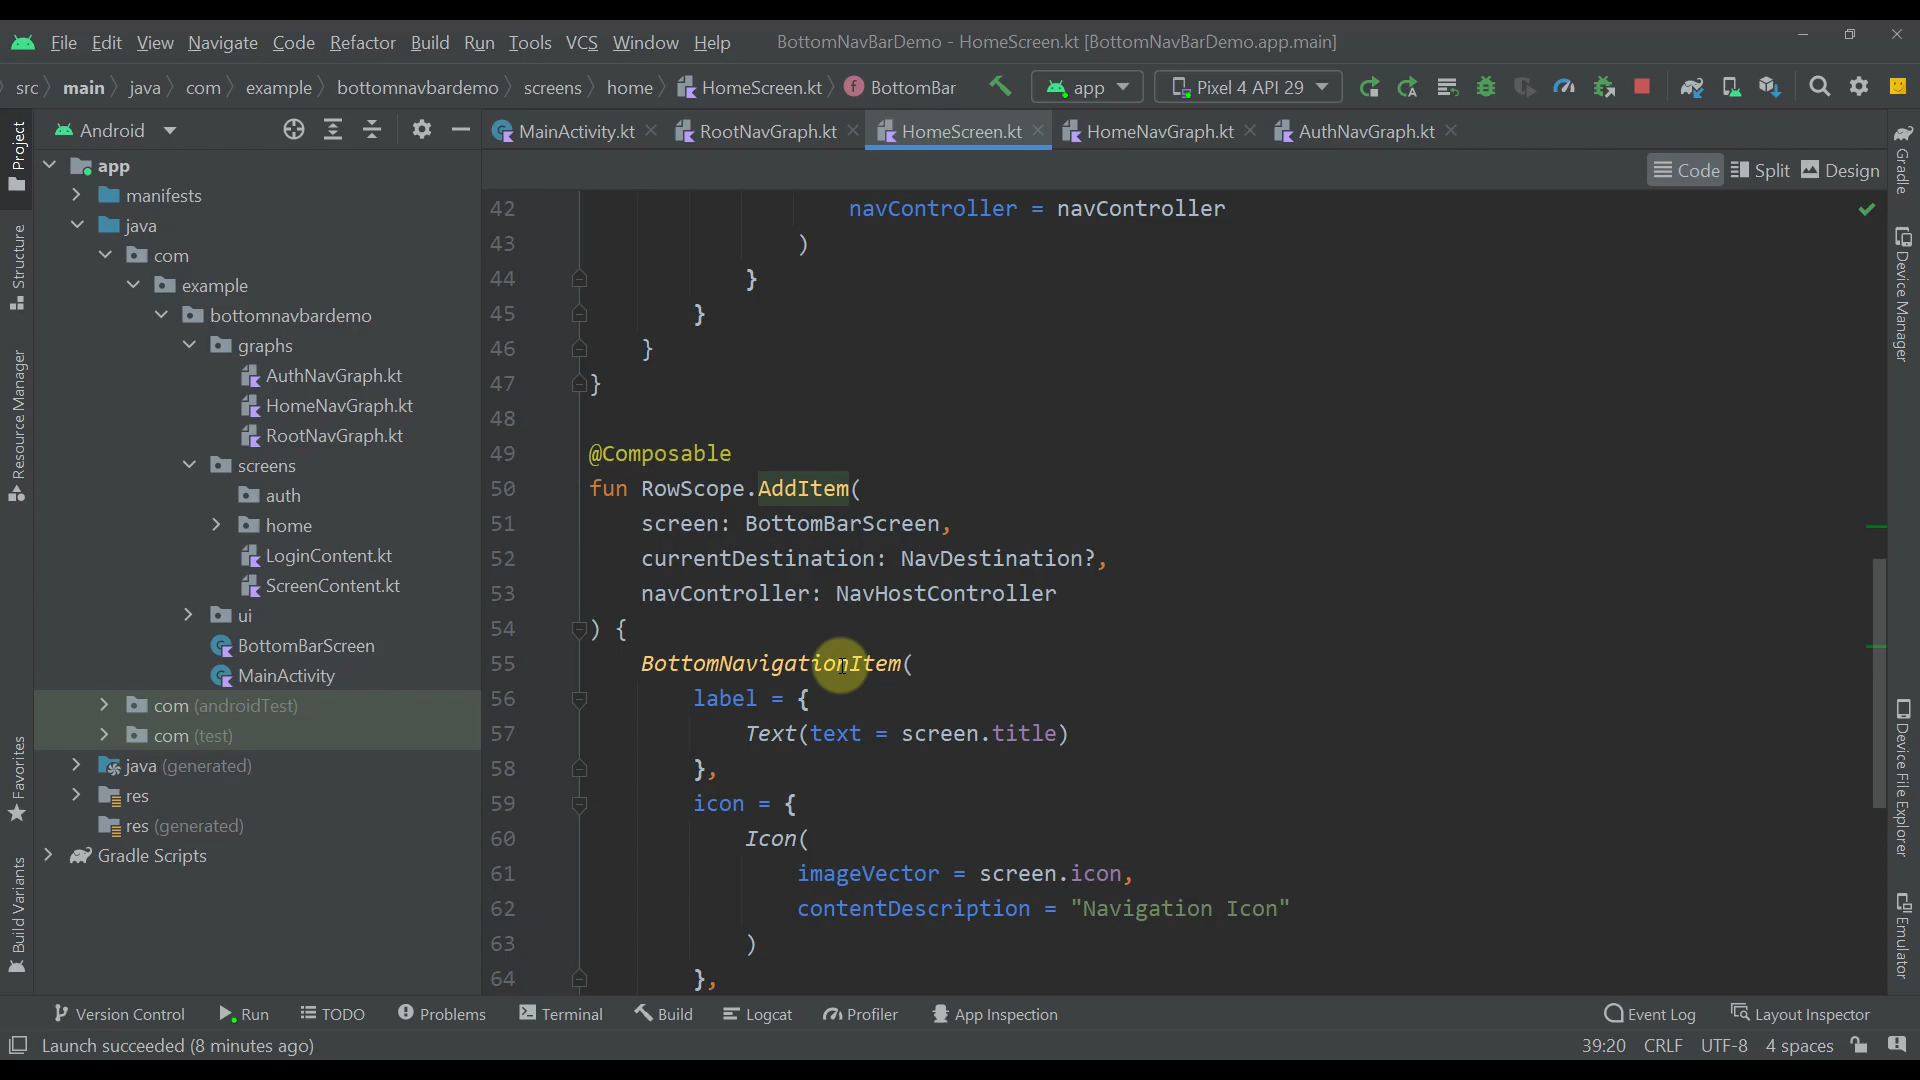 File Edit View Navigate Code Refactor Build Run Tools VCS Window Help BottomNavBarDemo - HomeScreen.kt [BottomNavBarDemo.app.main]
src main java com example bottomnavbardemo screens home HomeScreen.kt BottomBar app Pixel 4 API 29
Android
MainActivity.kt RootNavGraph.kt HomeScreen.kt HomeNavGraph.kt AuthNavGraph.kt
Code Split Design
Project
Structure
Resource Manager
Favorites
Build Variants
app
manifests
java
com
example
bottomnavbardemo
graphs
AuthNavGraph.kt
HomeNavGraph.kt
RootNavGraph.kt
screens
auth
home
LoginContent.kt
ScreenContent.kt
ui
BottomBarScreen
MainActivity
com (androidTest)
com (test)
java (generated)
res
res (generated)
Gradle Scripts
42 navController = navController
43 )
44 }
45 }
46 }
47 }
48
49 @Composable
50 fun RowScope.AddItem(
51 screen: BottomBarScreen,
52 currentDestination: NavDestination?,
53 navController: NavHostController
54 ) {
55 BottomNavigationItem(
56 label = {
57 Text(text = screen.title)
58 },
59 icon = {
60 Icon(
61 imageVector = screen.icon,
62 contentDescription = "Navigation Icon"
63 )
64 },
Gradle
Device Manager
Device File Explorer
Emulator
Version Control Run TODO Problems Terminal Build Logcat Profiler App Inspection Event Log Layout Inspector
Launch succeeded (8 minutes ago) 39:20 CRLF UTF-8 4 spaces